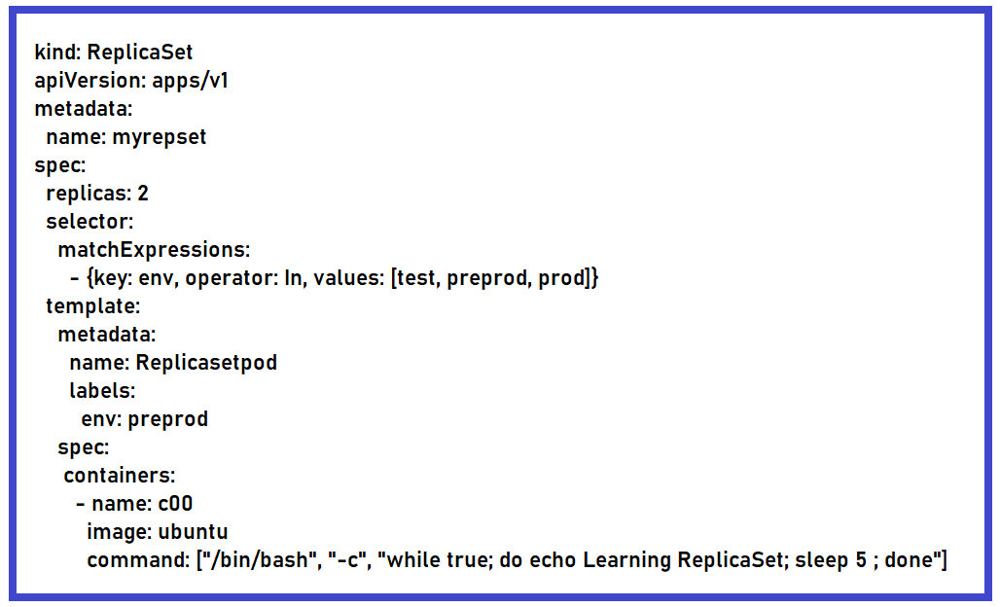 kind: ReplicaSet
apiVersion: apps/v1
metadata:
  name: myrepset
spec:
  replicas: 2
  selector:
    matchExpressions:
      - {key: env, operator: In, values: [test, preprod, prod]}
  template:
    metadata:
      name: Replicasetpod
      labels:
        env: preprod
    spec:
     containers:
       - name: c00
         image: ubuntu
         command: ["/bin/bash", "-c", "while true; do echo Learning ReplicaSet; sleep 5 ; done"]